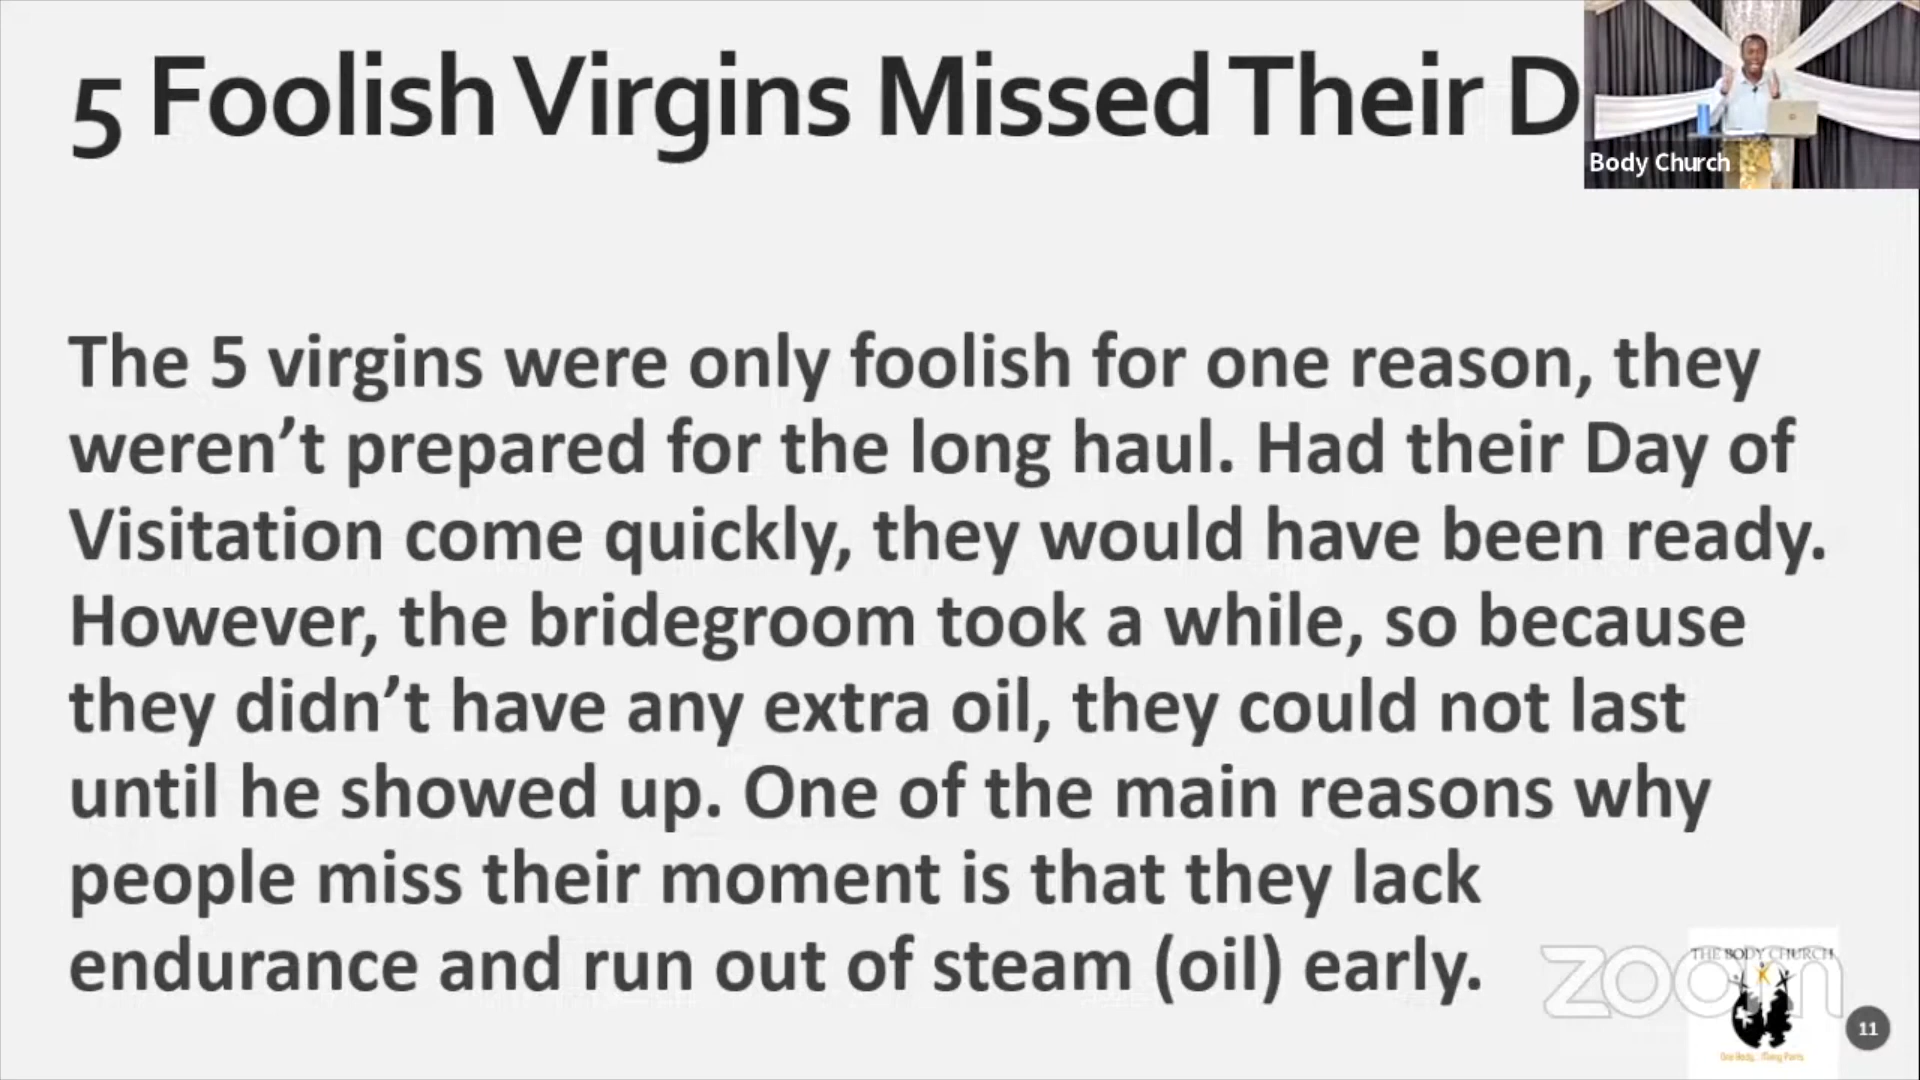 5 Foolish Virgins Missed Their D
Body Church
The 5 virgins were only foolish for one reason, they
weren’t prepared for the long haul. Had their Day of
Visitation come quickly, they would have been ready.
However, the bridegroom took a while, so because
they didn’t have any extra oil, they could not last
until he showed up. One of the main reasons why
people miss their moment is that they lack
endurance and run out of steam (oil) early.
zoom
THE BODY CHURCH
One Body, Many Parts
11